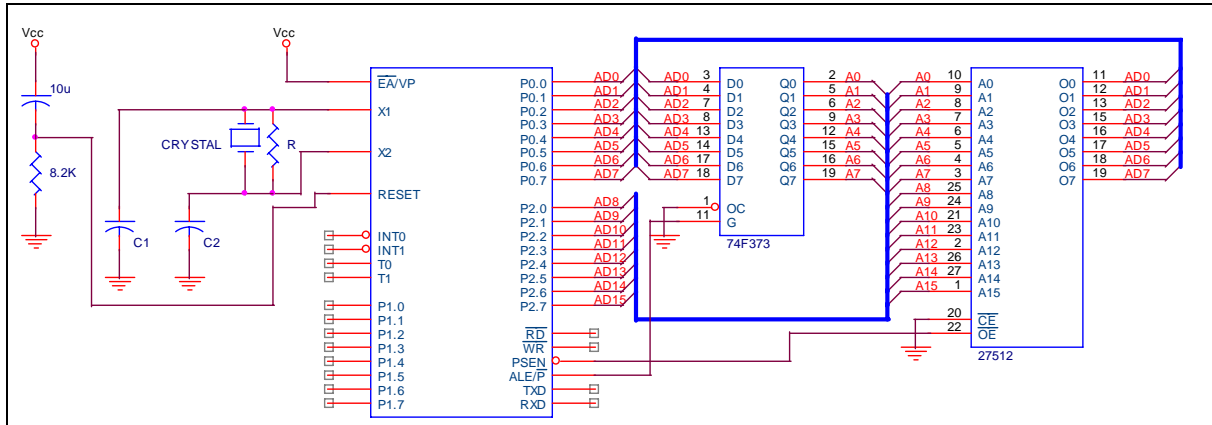 Vcc
10u
8.2K
Vcc
CRYSTAL
R
C1
C2
EA/VP
X1
X2
RESET
INT0
INT1
T0
T1
P1.0
P1.1
P1.2
P1.3
P1.4
P1.5
P1.6
P1.7
P0.0 AD0
P0.1 AD1
P0.2 AD2
P0.3 AD3
P0.4 AD4
P0.5 AD5
P0.6 AD6
P0.7 AD7
P2.0 AD8
P2.1 AD9
P2.2 AD10
P2.3 AD11
P2.4 AD12
P2.5 AD13
P2.6 AD14
P2.7 AD15
RD
WR
PSEN
ALE/P
TXD
RXD
AD0 3 D0 Q0 2 A0
AD1 4 D1 Q1 5 A1
AD2 7 D2 Q2 6 A2
AD3 8 D3 Q3 9 A3
AD4 13 D4 Q4 12 A4
AD5 14 D5 Q5 15 A5
AD6 17 D6 Q6 16 A6
AD7 18 D7 Q7 19 A7
1 OC
11 G
74F373
A0 10 A0 O0 11 AD0
A1 9 A1 O1 12 AD1
A2 8 A2 O2 13 AD2
A3 7 A3 O3 15 AD3
A4 6 A4 O4 16 AD4
A5 5 A5 O5 17 AD5
A6 4 A6 O6 18 AD6
A7 3 A7 O7 19 AD7
A8 25 A8
A9 24 A9
A10 21 A10
A11 23 A11
A12 2 A12
A13 26 A13
A14 27 A14
A15 1 A15
20 CE
22 OE
27512